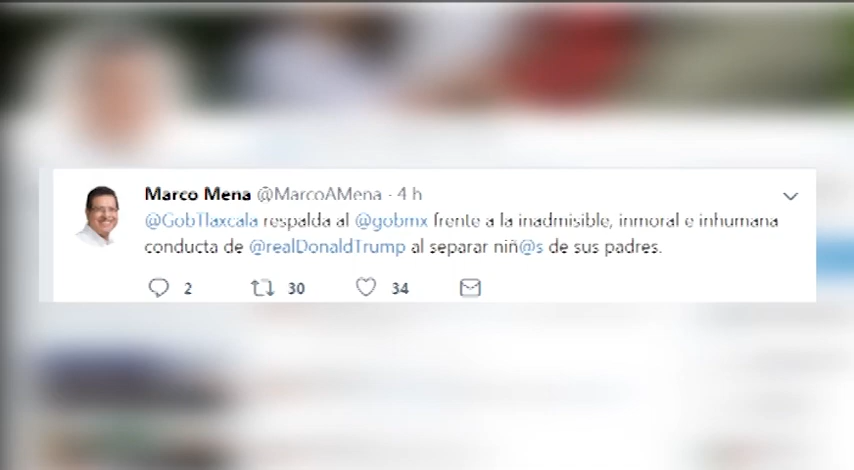 Marco Mena @MarcoAMena · 4 h
@GobTlaxcala respalda al @gobmx frente a la inadmisible, inmoral e inhumana
conducta de @realDonaldTrump al separar niñ@s de sus padres.
2 30 34